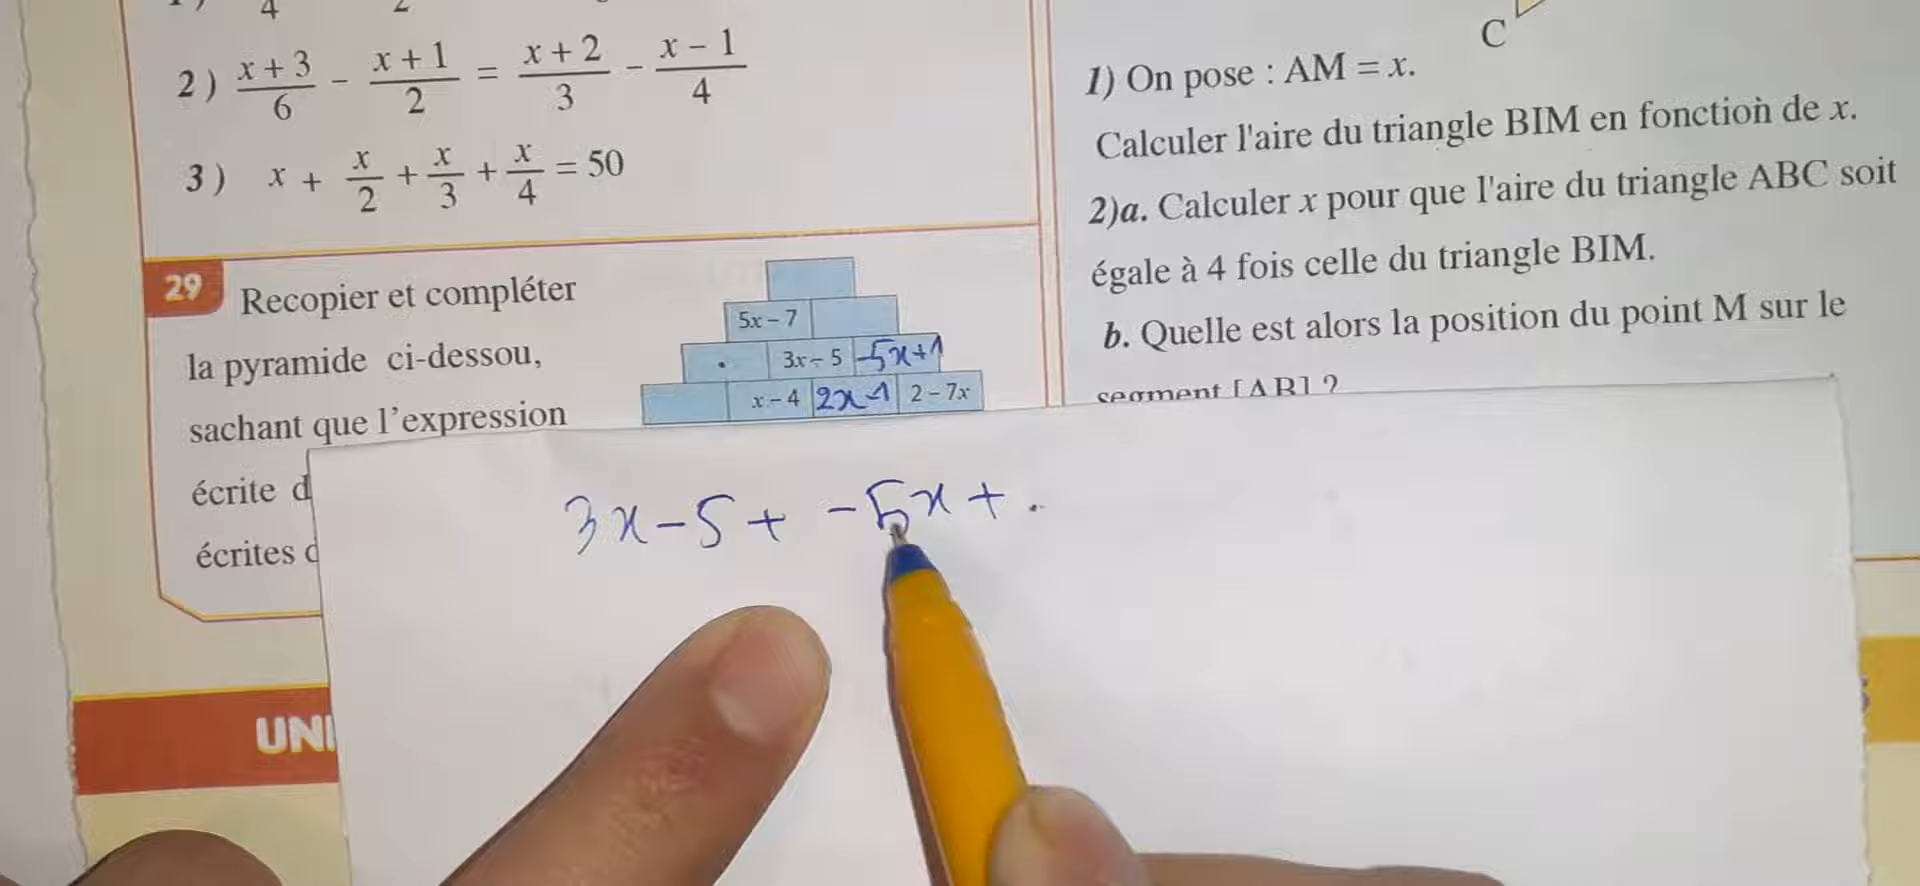 4
2) x + 3 / 6 - x + 1 / 2 = x + 2 / 3 - x - 1 / 4
3) x + x / 2 + x / 3 + x / 4 = 50
29 Recopier et compléter
la pyramide ci-dessou,
sachant que l'expression
écrite d
écrites d
5x - 7
3x - 5 -5x+1
x - 4 2x-1 2 - 7x
C
1) On pose : AM = x.
Calculer l'aire du triangle BIM en fonction de x.
2)a. Calculer x pour que l'aire du triangle ABC soit
égale à 4 fois celle du triangle BIM.
b. Quelle est alors la position du point M sur le
segment [AB] ?
3x-5+ -5x+
UNI